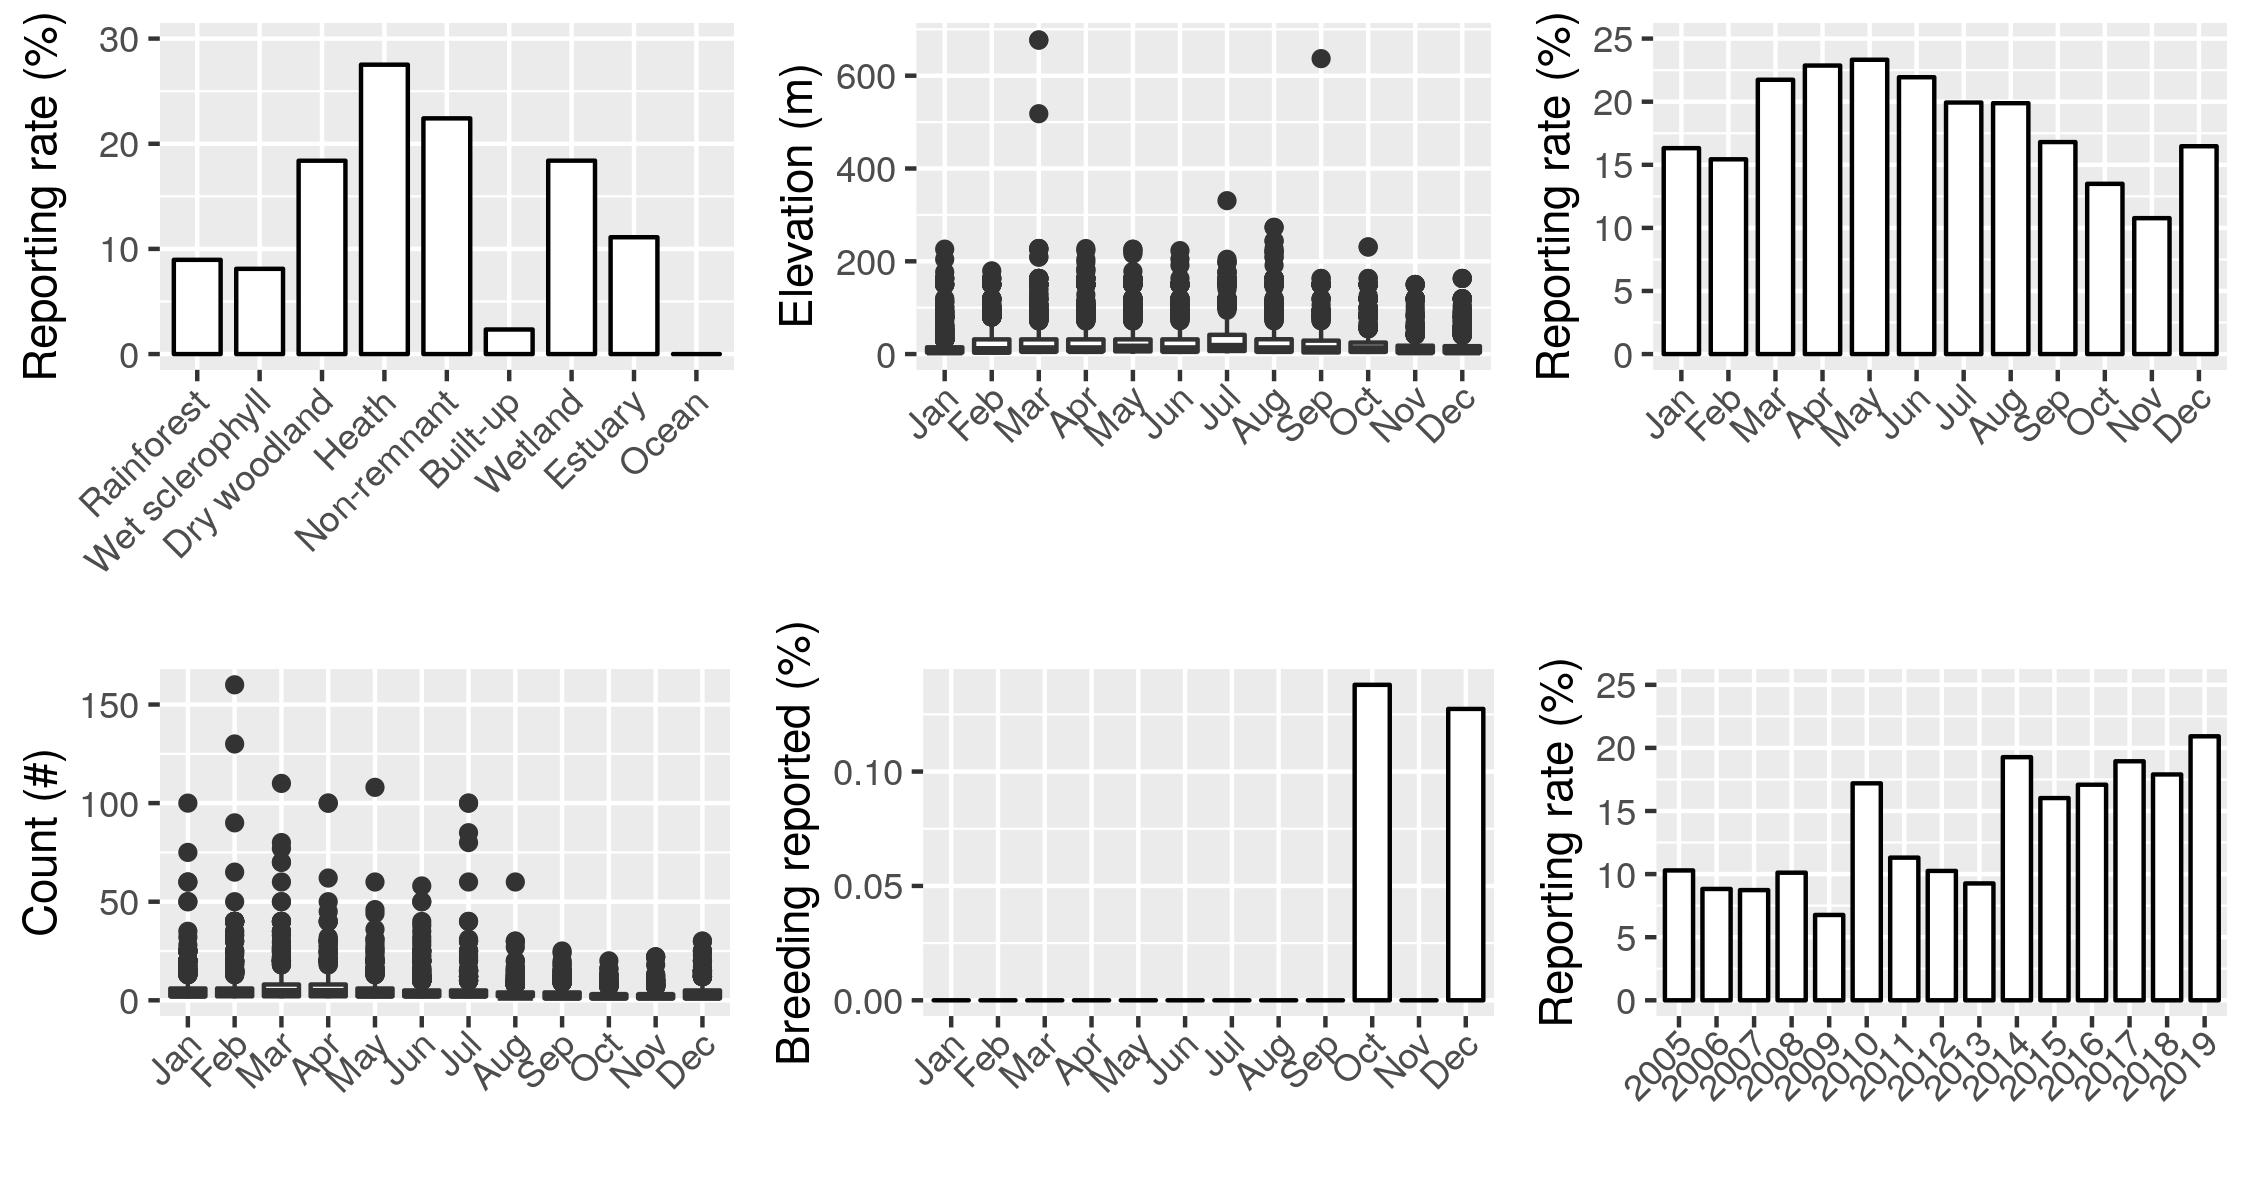 Reporting rate (%)
30
20
10
0
Rainforest
Wet sclerophyll
Dry woodland
Heath
Non-remnant
Built-up
Wetland
Estuary
Ocean
Elevation (m)
600
400
200
0
Jan
Feb
Mar
Apr
May
Jun
Jul
Aug
Sep
Oct
Nov
Dec
Reporting rate (%)
25
20
15
10
5
0
Jan
Feb
Mar
Apr
May
Jun
Jul
Aug
Sep
Oct
Nov
Dec
Count (#)
150
100
50
0
Jan
Feb
Mar
Apr
May
Jun
Jul
Aug
Sep
Oct
Nov
Dec
Breeding reported (%)
0.10
0.05
0.00
Jan
Feb
Mar
Apr
May
Jun
Jul
Aug
Sep
Oct
Nov
Dec
Reporting rate (%)
25
20
15
10
5
0
2005
2006
2007
2008
2009
2010
2011
2012
2013
2014
2015
2016
2017
2018
2019